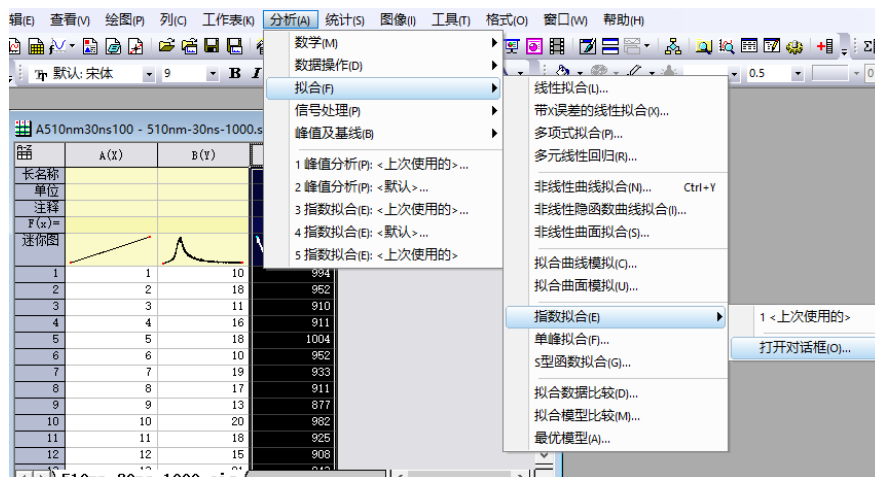 辑(E) 查看(V) 绘图(P) 列(C) 工作表(K) 分析(A) 统计(S) 图像(I) 工具(T) 格式(O) 窗口(W) 帮助(H)
默认: 宋体 9 B I 0.5 0
数学(M)
数据操作(D)
拟合(F)
信号处理(P)
峰值及基线(B)
1 峰值分析(P): <上次使用的>...
2 峰值分析(P): <默认>...
3 指数拟合(E): <上次使用的>...
4 指数拟合(E): <默认>...
5 指数拟合(E): <上次使用的>
线性拟合(L)...
带X误差的线性拟合(X)...
多项式拟合(P)...
多元线性回归(R)...
非线性曲线拟合(N)... Ctrl+Y
非线性隐函数曲线拟合(I)...
非线性曲面拟合(S)...
拟合曲线模拟(C)...
拟合曲面模拟(U)...
指数拟合(E)
单峰拟合(F)...
S型函数拟合(G)...
拟合数据比较(D)...
拟合模型比较(M)...
最优模型(A)...
1 <上次使用的>
打开对话框(O)...
A510nm30ns100 - 510nm-30ns-1000.s
A(X) B(Y)
长名称
单位
注释
F(x)=
迷你图
1 1 10 994
2 2 18 952
3 3 11 910
4 4 16 911
5 5 18 1004
6 6 10 952
7 7 19 933
8 8 17 911
9 9 13 877
10 10 20 982
11 11 18 925
12 12 15 908